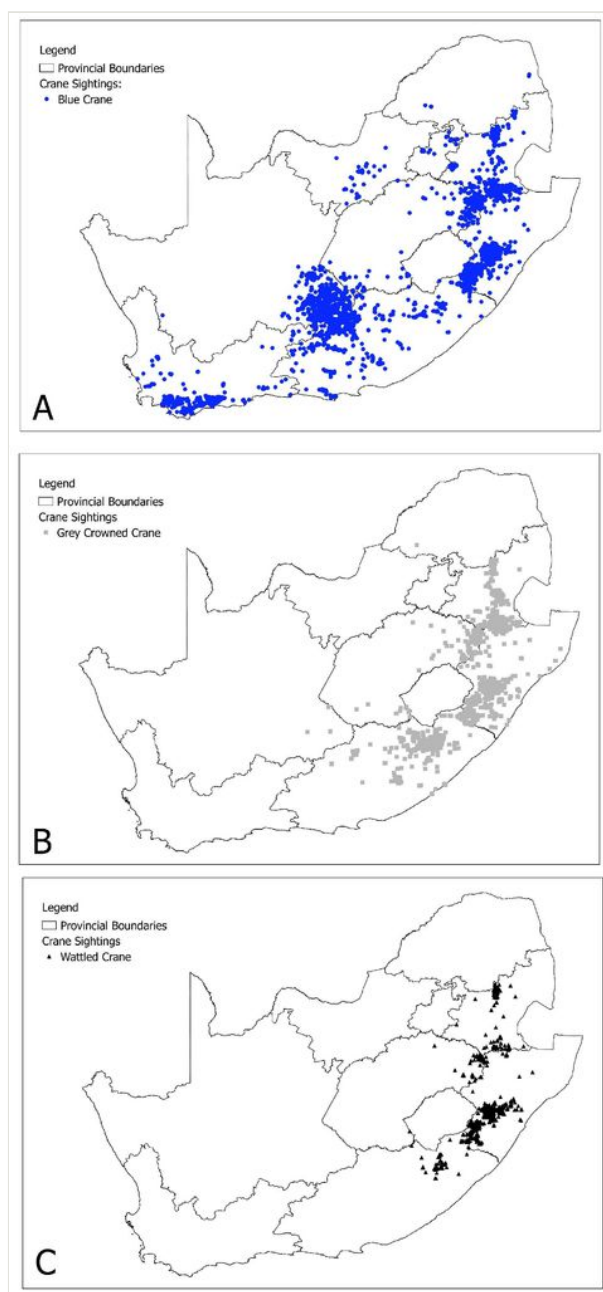 Legend
Provincial Boundaries
Crane Sightings:
Blue Crane
A
Legend
Provincial Boundaries
Crane Sightings
Grey Crowned Crane
B
Legend
Provincial Boundaries
Crane Sightings
Wattled Crane
C